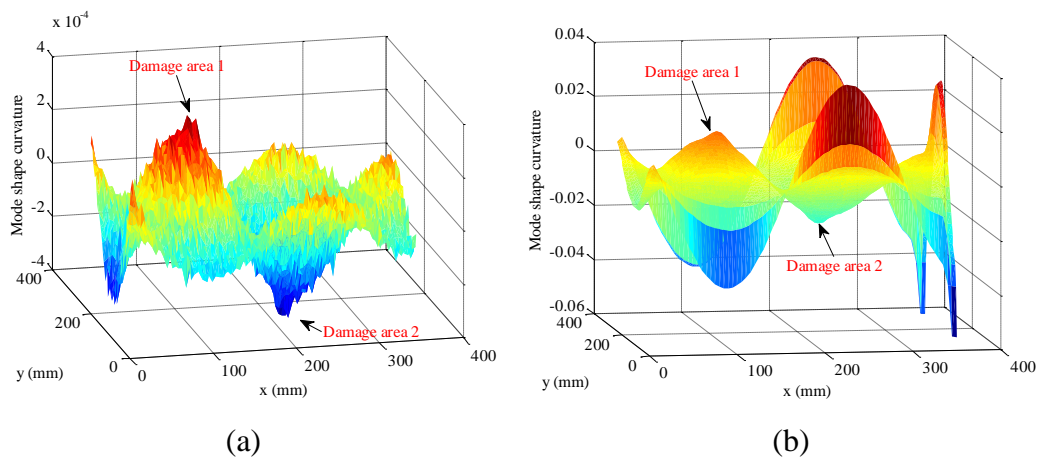 x 10^-4
4
2
0
-2
-4
400
200
0
0
100
200
300
400
Mode shape curvature
y (mm)
x (mm)
Damage area 1
Damage area 2
(a)
0.04
0.02
0
-0.02
-0.04
-0.06
400
200
0
0
100
200
300
400
Mode shape curvature
y (mm)
x (mm)
Damage area 1
Damage area 2
(b)